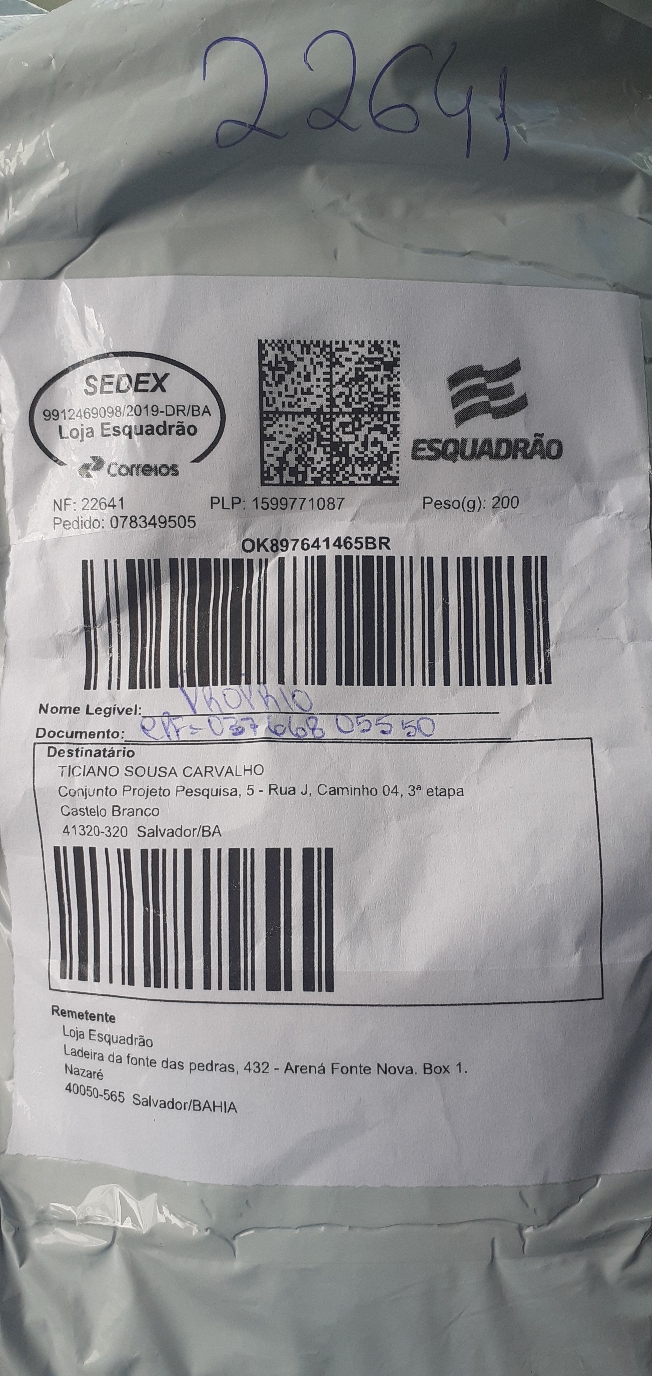 22641
SEDEX
9912469098/2019-DR/BA
Loja Esquadrão
Correios
ESQUADRÃO
NF: 22641 PLP: 1599771087 Peso(g): 200
Pedido: 078349505
OK897641465BR
Nome Legível: PRÓPRIO
Documento: CPF=03766805550
Destinatário
TICIANO SOUSA CARVALHO
Conjunto Projeto Pesquisa, 5 - Rua J, Caminho 04, 3ª etapa
Castelo Branco
41320-320 Salvador/BA
Remetente
Loja Esquadrão
Ladeira da fonte das pedras, 432 - Arená Fonte Nova. Box 1.
Nazaré
40050-565 Salvador/BAHIA